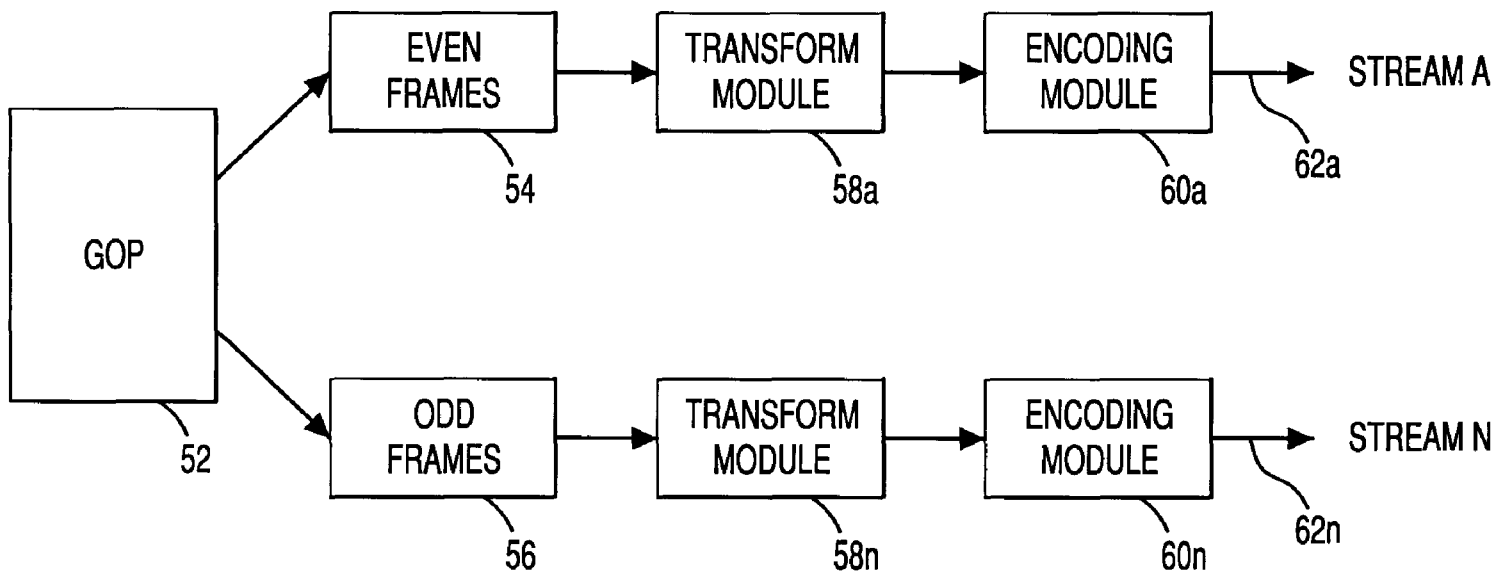 EVEN
FRAMES
54
TRANSFORM
MODULE
58a
ENCODING
MODULE
60a
62a
STREAM A
GOP
52
ODD
FRAMES
56
TRANSFORM
MODULE
58n
ENCODING
MODULE
60n
62n
STREAM N